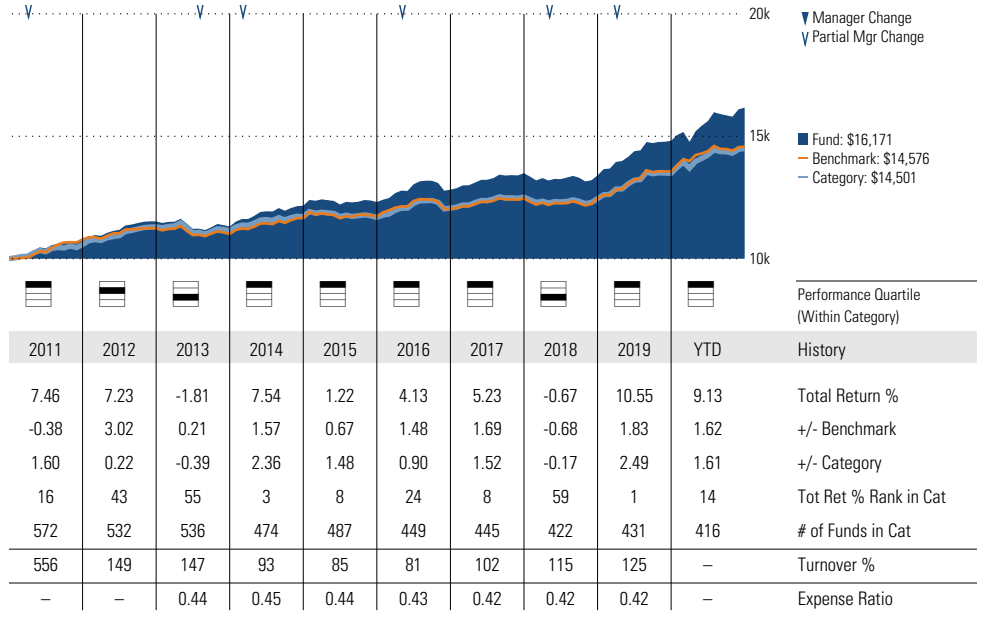 20k
Manager Change
Partial Mgr Change
15k
Fund: $16,171
Benchmark: $14,576
Category: $14,501
10k
Performance Quartile
(Within Category)
2011 2012 2013 2014 2015 2016 2017 2018 2019 YTD History
7.46 7.23 -1.81 7.54 1.22 4.13 5.23 -0.67 10.55 9.13 Total Return %
-0.38 3.02 0.21 1.57 0.67 1.48 1.69 -0.68 1.83 1.62 +/- Benchmark
1.60 0.22 -0.39 2.36 1.48 0.90 1.52 -0.17 2.49 1.61 +/- Category
16 43 55 3 8 24 8 59 1 14 Tot Ret % Rank in Cat
572 532 536 474 487 449 445 422 431 416 # of Funds in Cat
556 149 147 93 85 81 102 115 125 – Turnover %
– – 0.44 0.45 0.44 0.43 0.42 0.42 0.42 – Expense Ratio